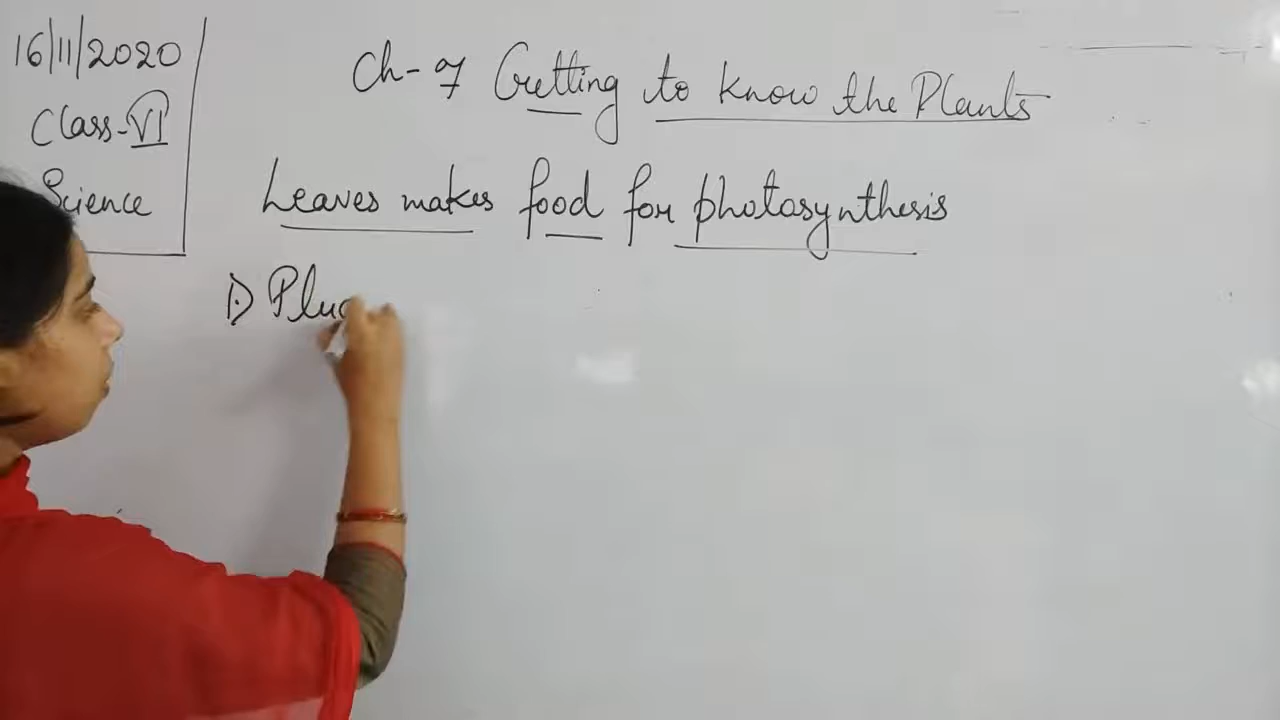 16/11/2020
Class-VI
Science
Ch-7 Getting to know the Plants
Leaves makes food for photosynthesis
1) Pluc